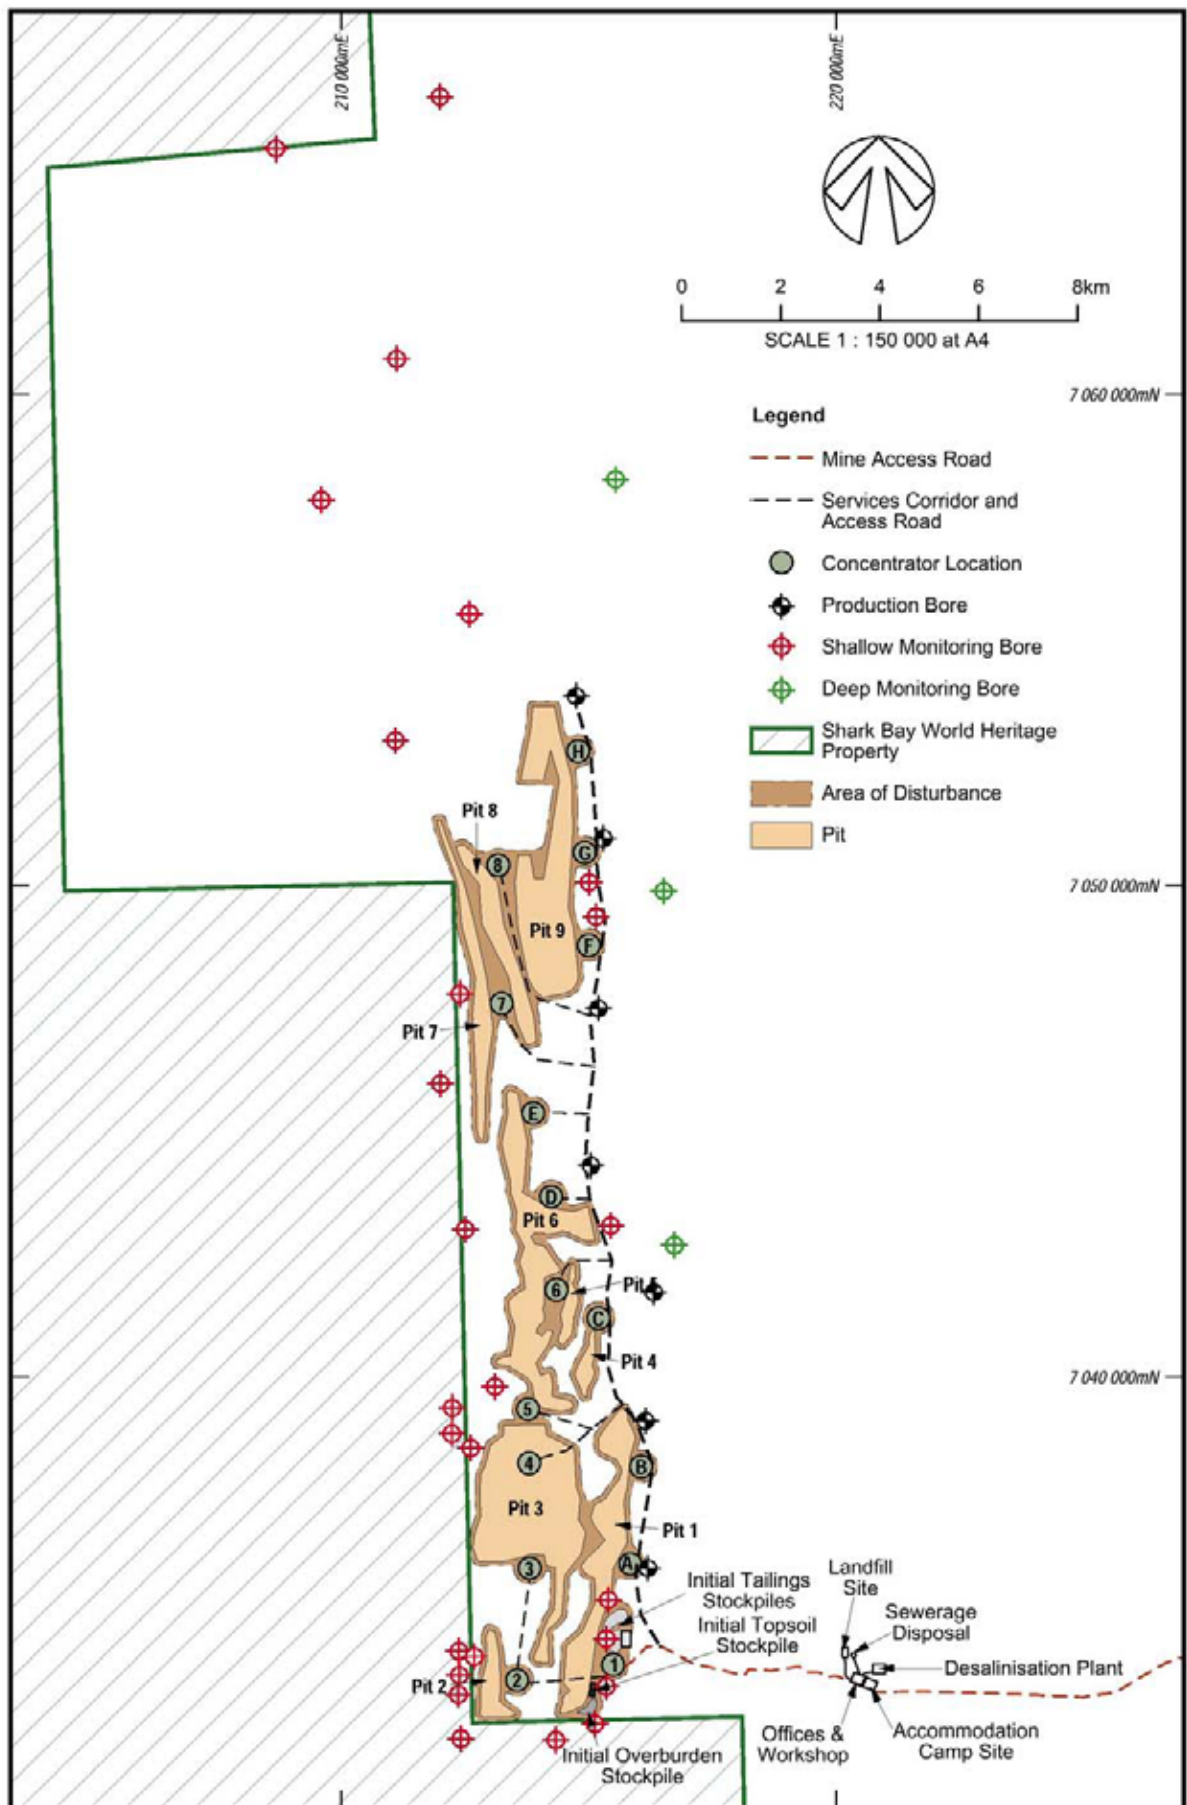 210 000mE
220 000mE
0 2 4 6 8km
SCALE 1 : 150 000 at A4
7 060 000mN
Legend
Mine Access Road
Services Corridor and
Access Road
Concentrator Location
Production Bore
Shallow Monitoring Bore
Deep Monitoring Bore
Shark Bay World Heritage
Property
Area of Disturbance
Pit
H
Pit 8
8
G
7 050 000mN
Pit 9
F
7
Pit 7
E
D
Pit 6
6
Pit 5
C
Pit 4
7 040 000mN
5
4
B
Pit 3
Pit 1
3
A
Initial Tailings
Stockpiles
Initial Topsoil
Stockpile
Landfill
Site
Sewerage
Disposal
1
Desalinisation Plant
Pit 2
2
Offices &
Workshop
Accommodation
Camp Site
Initial Overburden
Stockpile